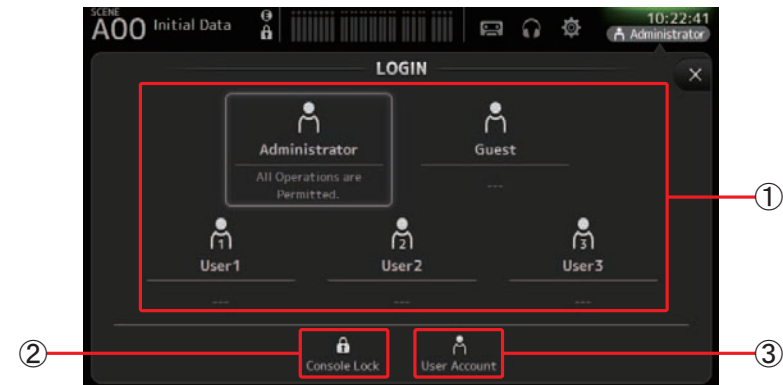 SCENE
A00 Initial Data
10:22:41
Administrator
LOGIN
Administrator
All Operations are
Permitted.
Guest
---
User1
---
User2
---
User3
---
Console Lock
User Account
①
②
③